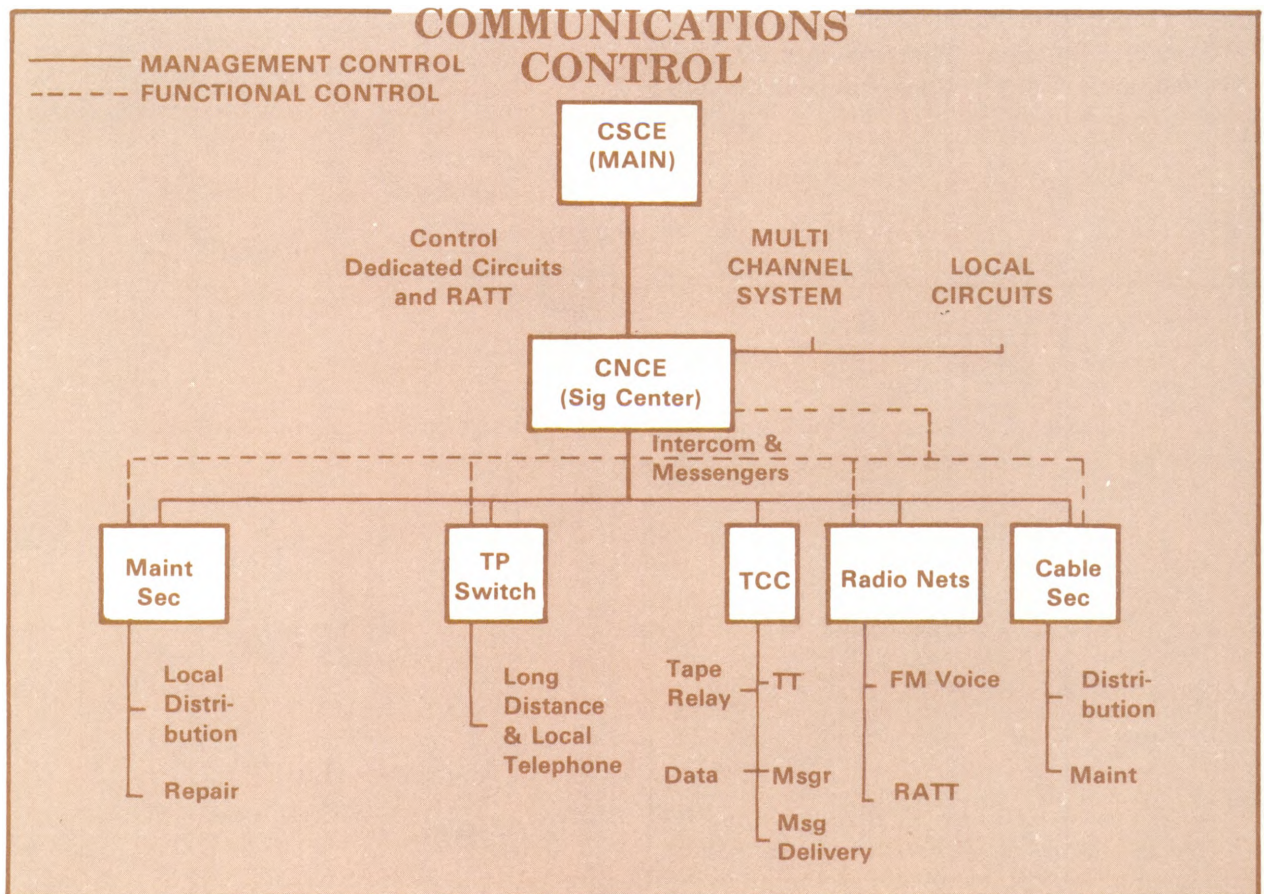 COMMUNICATIONS
CONTROL
MANAGEMENT CONTROL
FUNCTIONAL CONTROL
CSCE
(MAIN)
Control
Dedicated Circuits
and RATT
MULTI
CHANNEL
SYSTEM
LOCAL
CIRCUITS
CNCE
(Sig Center)
Intercom &
Messengers
Maint
Sec
TP
Switch
TCC
Radio Nets
Cable
Sec
Local
Distri-
bution
Repair
Long
Distance
& Local
Telephone
Tape
Relay
TT
Data
Msgr
Msg
Delivery
FM Voice
RATT
Distri-
bution
Maint